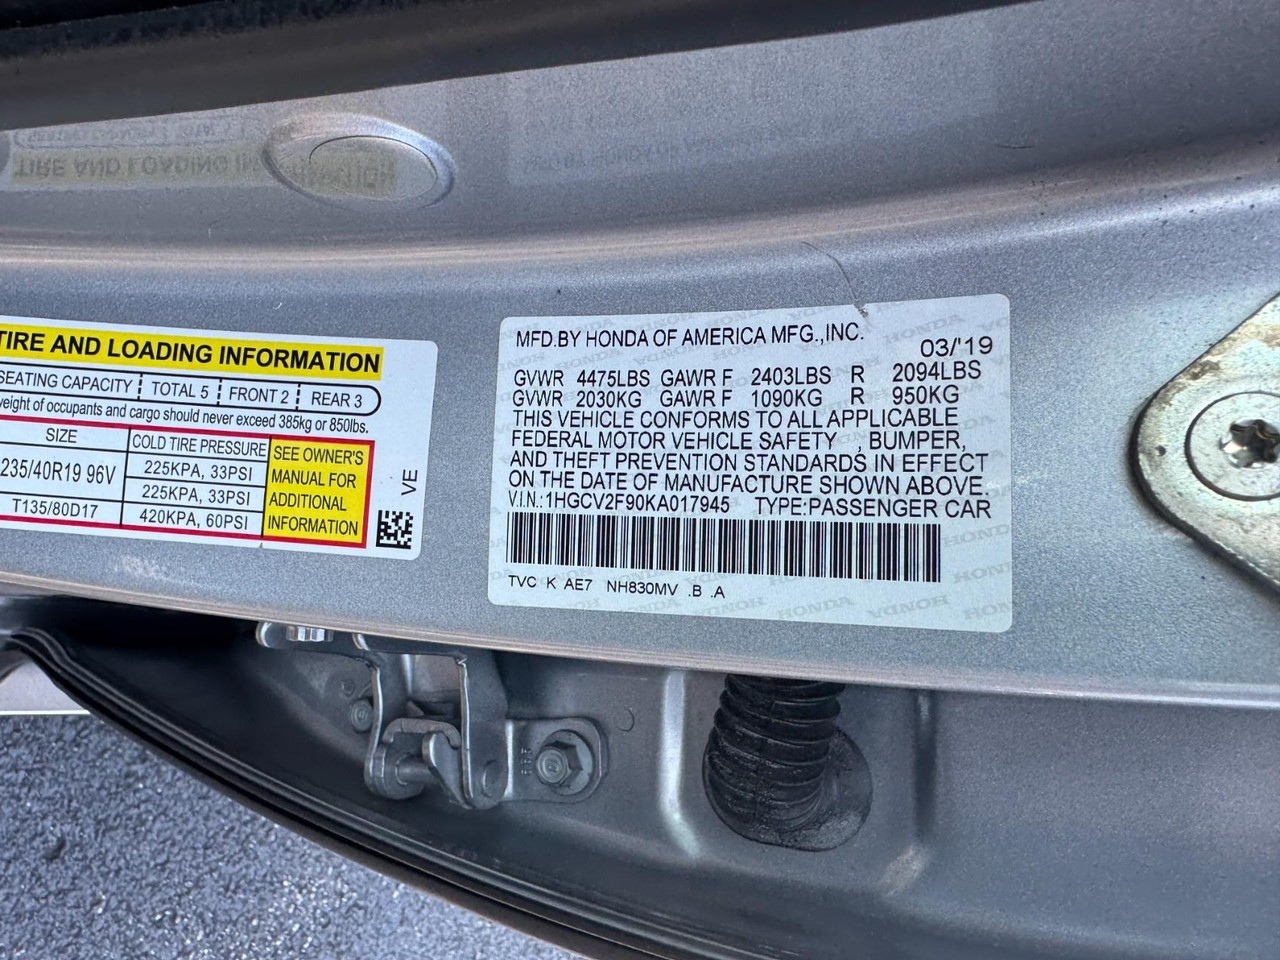 TIRE AND LOADING INFORMATION
SEATING CAPACITY TOTAL 5 FRONT 2 REAR 3
weight of occupants and cargo should never exceed 385kg or 850lbs.
SIZE COLD TIRE PRESSURE
235/40R19 96V
225KPA, 33PSI
225KPA, 33PSI
T135/80D17 420KPA, 60PSI
SEE OWNER'S
MANUAL FOR
ADDITIONAL
INFORMATION
VE
MFD.BY HONDA OF AMERICA MFG.,INC.
03/'19
GVWR 4475LBS GAWR F 2403LBS R 2094LBS
GVWR 2030KG GAWR F 1090KG R 950KG
THIS VEHICLE CONFORMS TO ALL APPLICABLE
FEDERAL MOTOR VEHICLE SAFETY , BUMPER,
AND THEFT PREVENTION STANDARDS IN EFFECT
ON THE DATE OF MANUFACTURE SHOWN ABOVE.
V.I.N.:1HGCV2F90KA017945 TYPE:PASSENGER CAR
TVC K AE7 NH830MV .B .A